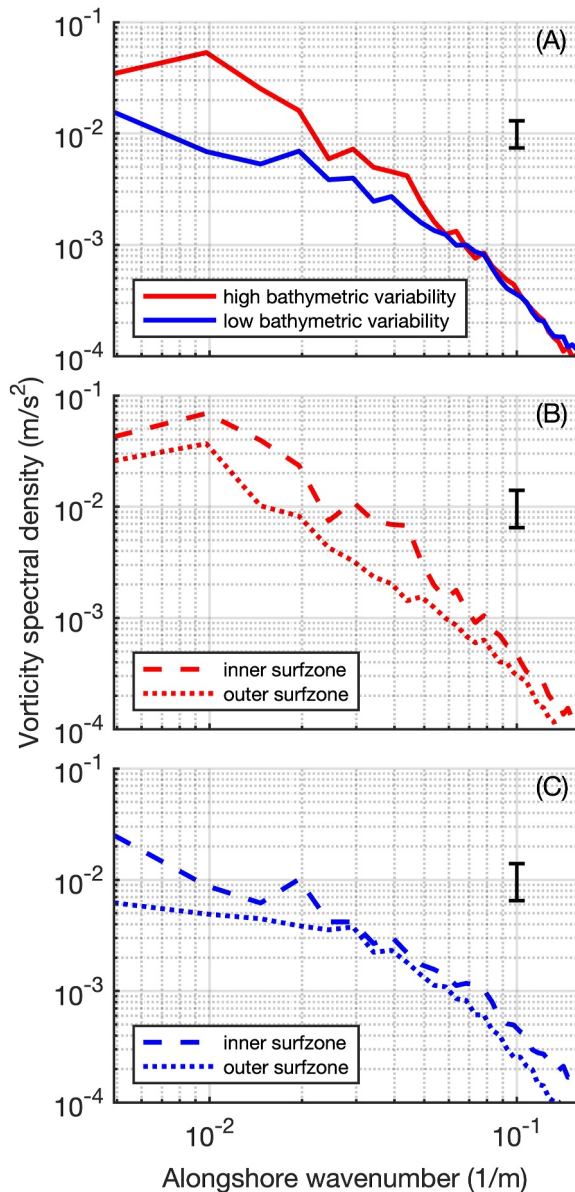 10⁻¹
(A)
10⁻²
10⁻³
high bathymetric variability
low bathymetric variability
10⁻⁴
10⁻¹
(B)
10⁻²
Vorticity spectral density (m/s²)
10⁻³
inner surfzone
outer surfzone
10⁻⁴
10⁻¹
(C)
10⁻²
10⁻³
inner surfzone
outer surfzone
10⁻⁴
10⁻² 10⁻¹
Alongshore wavenumber (1/m)